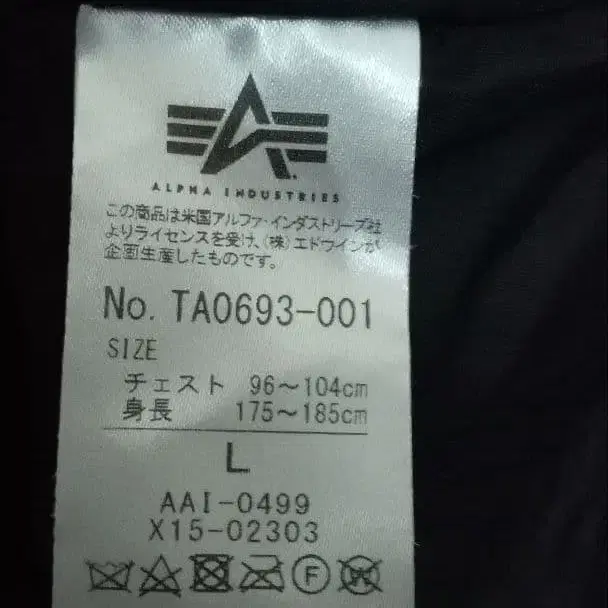 ALPHA INDUSTRIES
この商品は米国アルファ・インダストリーズ社
よりライセンスを受け、(株)エドウインが
企画生産したものです。
No. TA0693-001
SIZE
チェスト 96～104cm
身長 175～185cm
L
AAI-0499
X15-02303
F
W